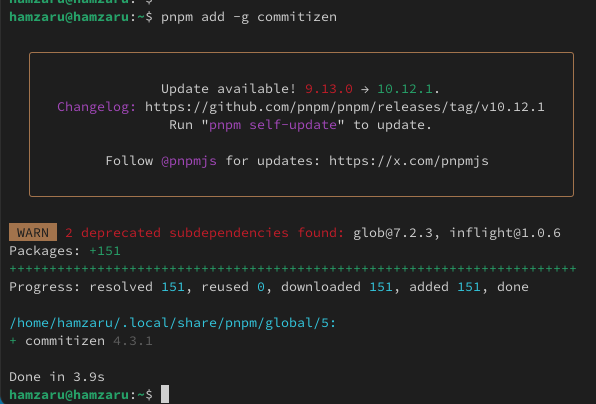 hamzaru@hamzaru:~$
hamzaru@hamzaru:~$ pnpm add -g commitizen
Update available! 9.13.0 → 10.12.1.
Changelog: https://github.com/pnpm/pnpm/releases/tag/v10.12.1
Run "pnpm self-update" to update.
Follow @pnpmjs for updates: https://x.com/pnpmjs
WARN 2 deprecated subdependencies found: glob@7.2.3, inflight@1.0.6
Packages: +151
+++++++++++++++++++++++++++++++++++++++++++++++++++++++++++++++++++++++
Progress: resolved 151, reused 0, downloaded 151, added 151, done
/home/hamzaru/.local/share/pnpm/global/5:
+ commitizen 4.3.1
Done in 3.9s
hamzaru@hamzaru:~$